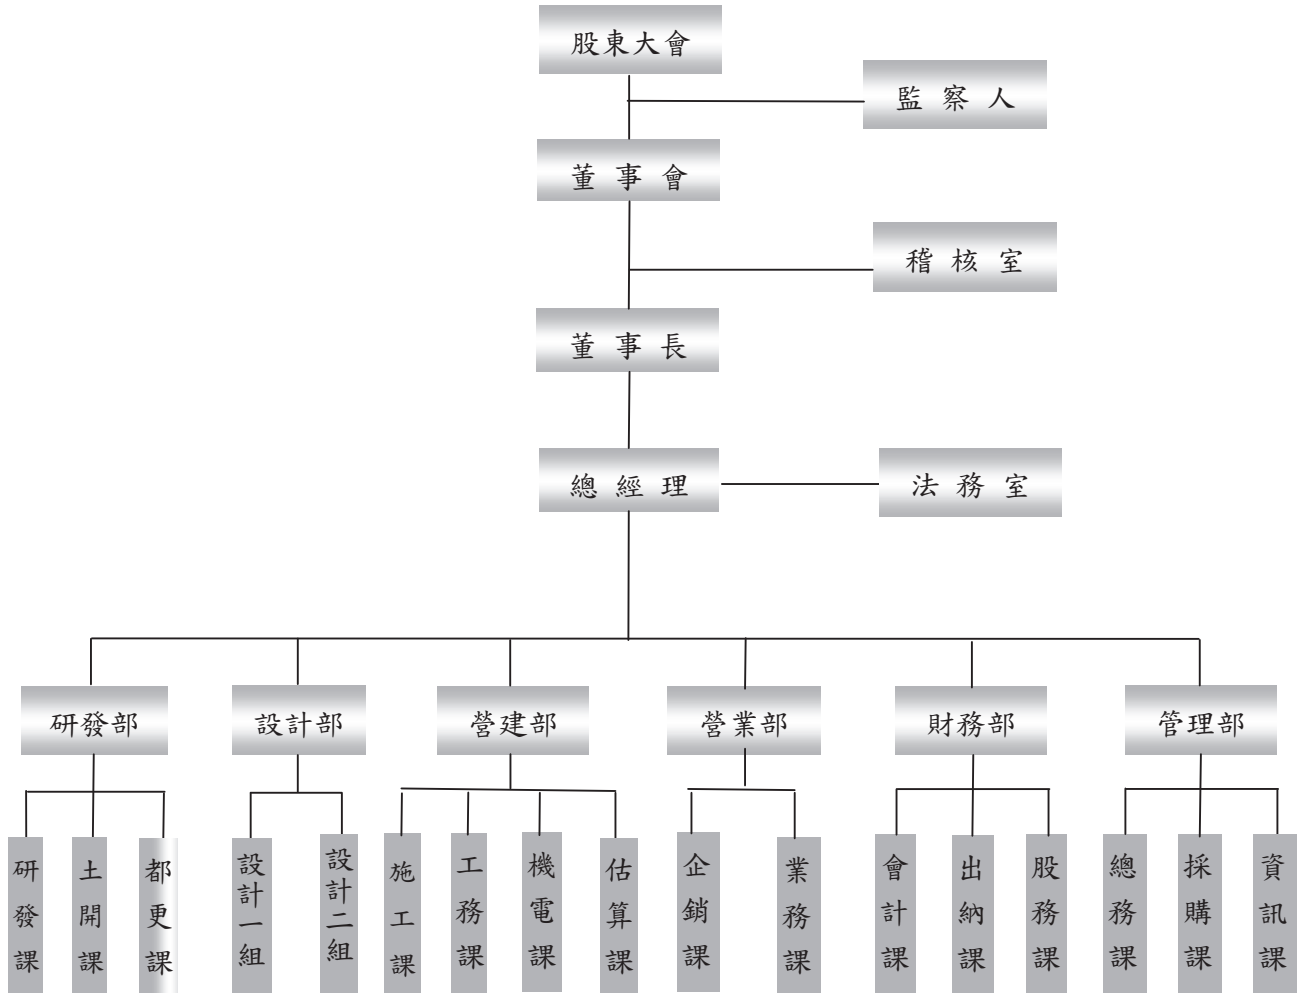 股東大會
監察人
董事會
稽核室
董事長
總經理
法務室
研發部
設計部
營建部
營業部
財務部
管理部
研發課
土開課
都更課
設計一組
設計二組
施工課
工務課
機電課
估算課
企銷課
業務課
會計課
出納課
股務課
總務課
採購課
資訊課